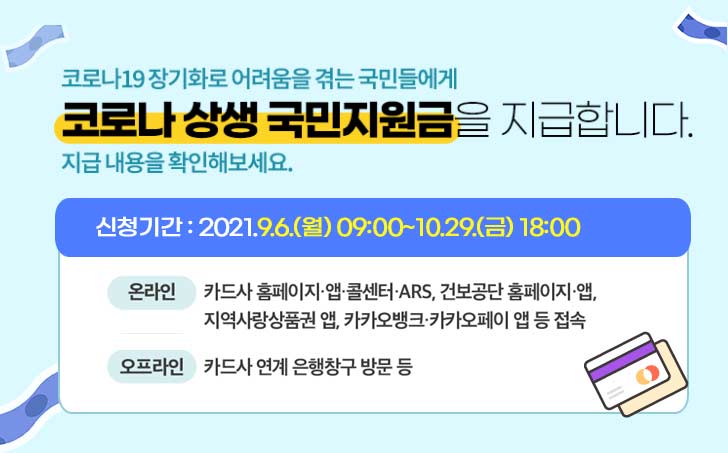 코로나19 장기화로 어려움을 겪는 국민들에게
코로나 상생 국민지원금을 지급합니다.
지급 내용을 확인해보세요.
신청기간 : 2021.9.6.(월) 09:00~10.29.(금) 18:00
온라인 카드사 홈페이지·앱·콜센터·ARS, 건보공단 홈페이지·앱,
지역사랑상품권 앱, 카카오뱅크·카카오페이 앱 등 접속
오프라인 카드사 연계 은행창구 방문 등